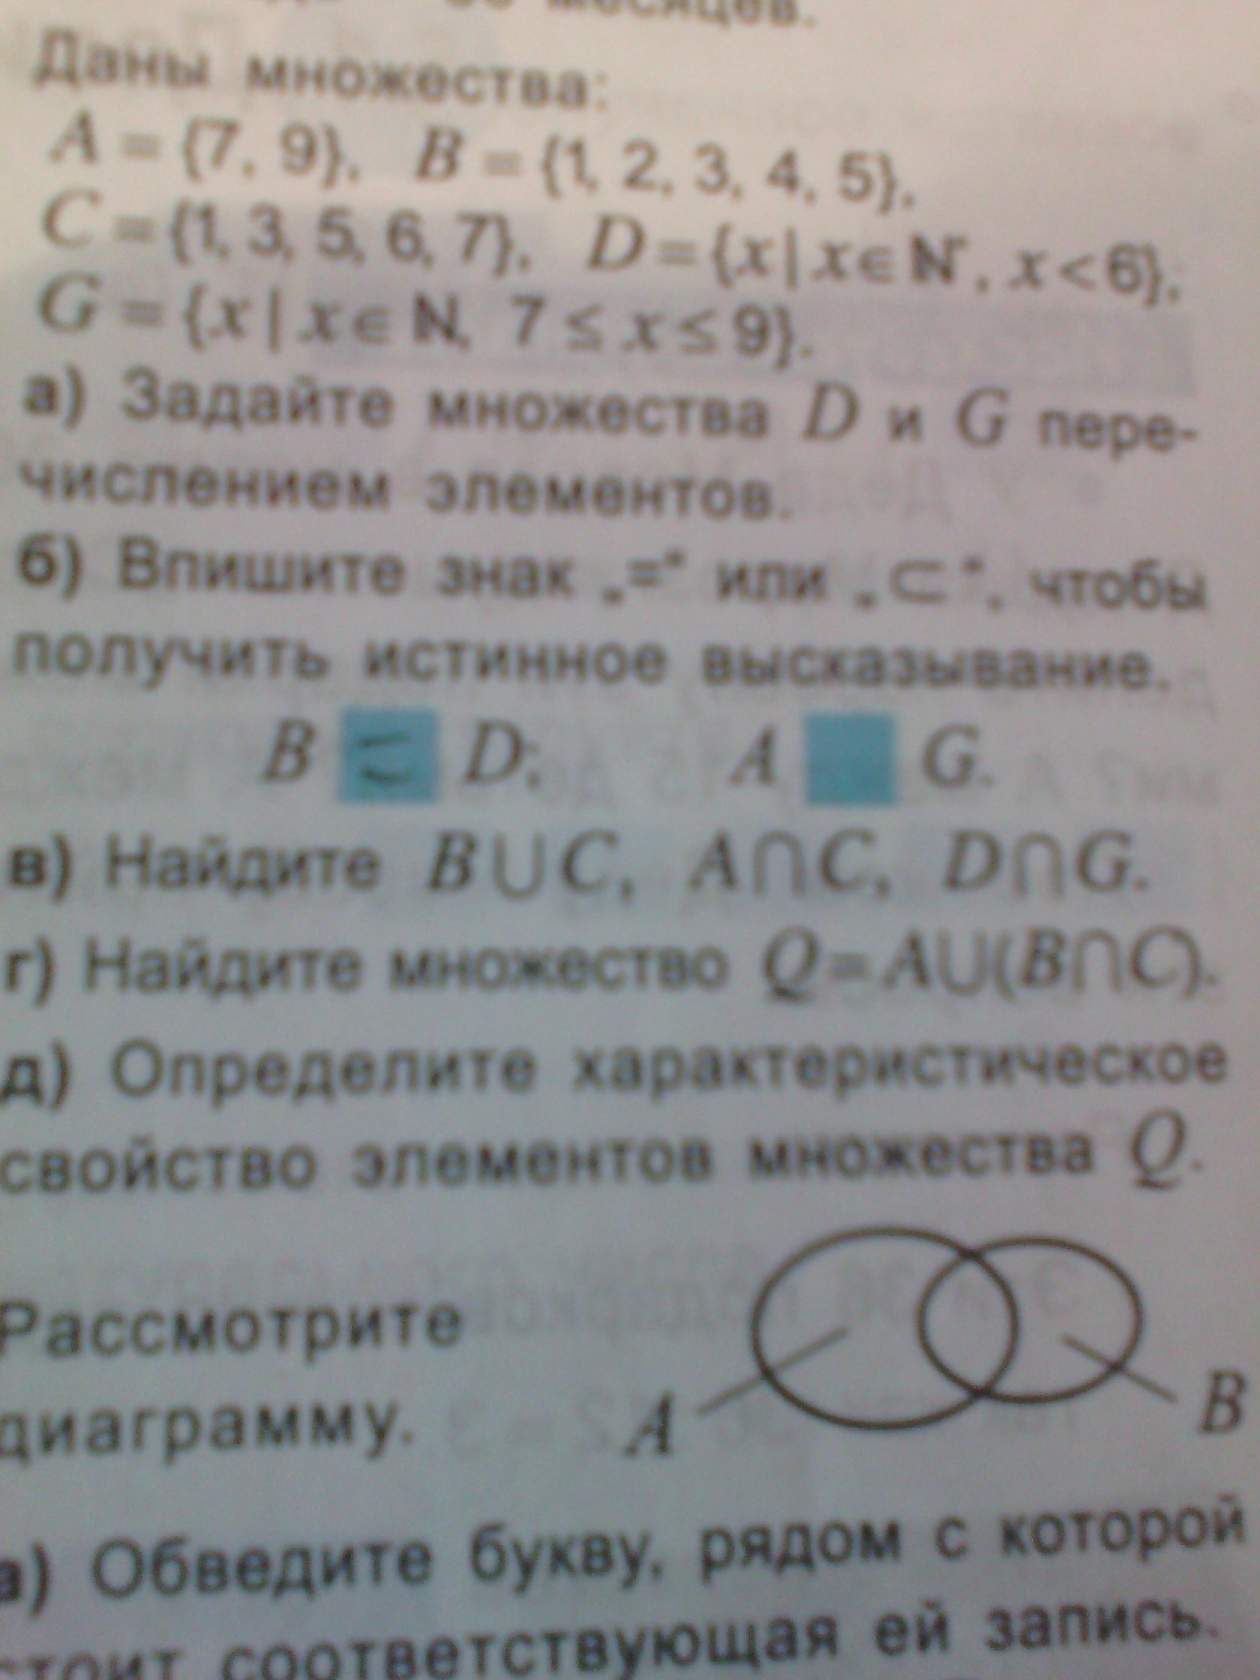 месяцев.
Даны множества:
A = {7, 9}, B = {1, 2, 3, 4, 5},
C = {1, 3, 5, 6, 7}, D = {x | x ∈ ℕ*, x < 6},
G = {x | x ∈ ℕ, 7 ≤ x ≤ 9}.
а) Задайте множества D и G пере-
числением элементов.
б) Впишите знак „=“ или „⊂“, чтобы
получить истинное высказывание.
B = D; A G.
в) Найдите B∪C, A∩C, D∩G.
г) Найдите множество Q = A∪(B∩C).
д) Определите характеристическое
свойство элементов множества Q.
Рассмотрите
диаграмму.
A B
а) Обведите букву, рядом с которой
стоит соответствующая ей запись.